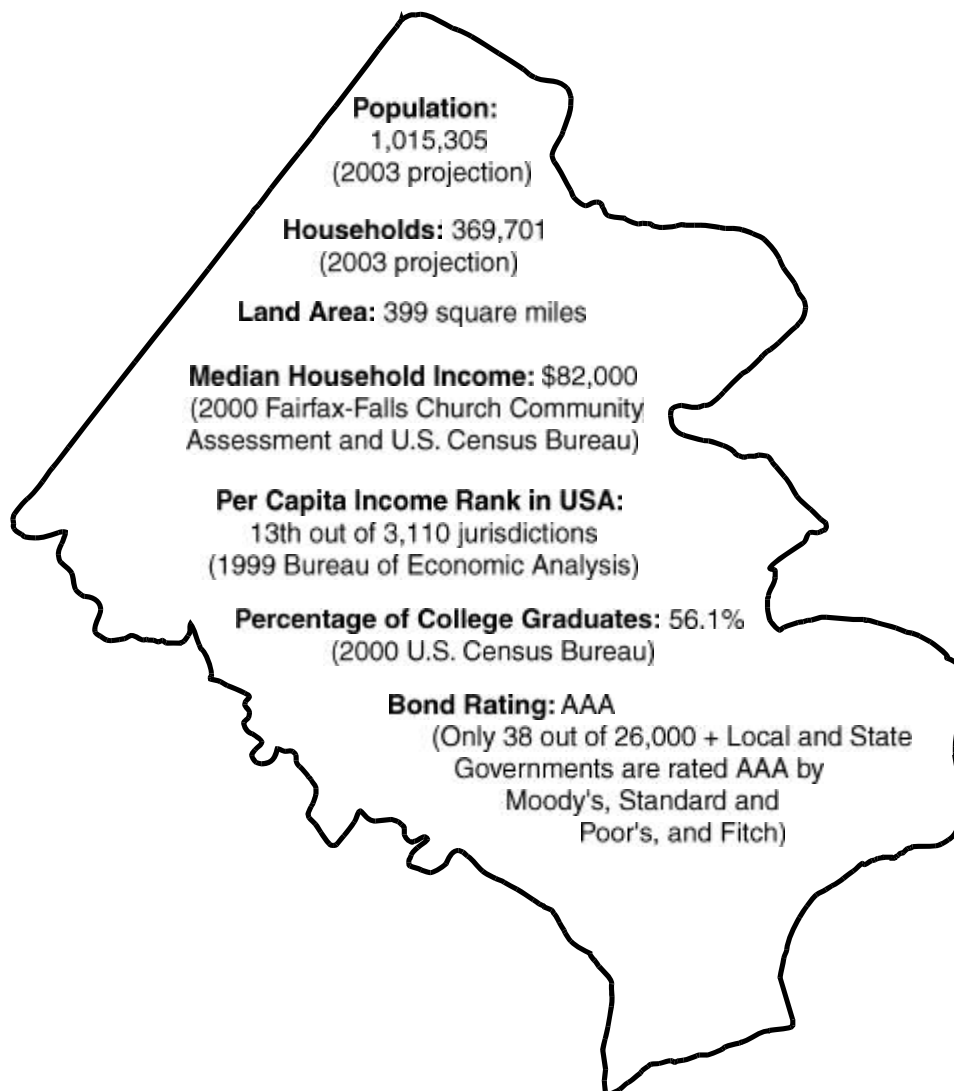 Population:
1,015,305
(2003 projection)
Households: 369,701
(2003 projection)
Land Area: 399 square miles
Median Household Income: $82,000
(2000 Fairfax-Falls Church Community
Assessment and U.S. Census Bureau)
Per Capita Income Rank in USA:
13th out of 3,110 jurisdictions
(1999 Bureau of Economic Analysis)
Percentage of College Graduates: 56.1%
(2000 U.S. Census Bureau)
Bond Rating: AAA
(Only 38 out of 26,000 + Local and State
Governments are rated AAA by
Moody's, Standard and
Poor's, and Fitch)